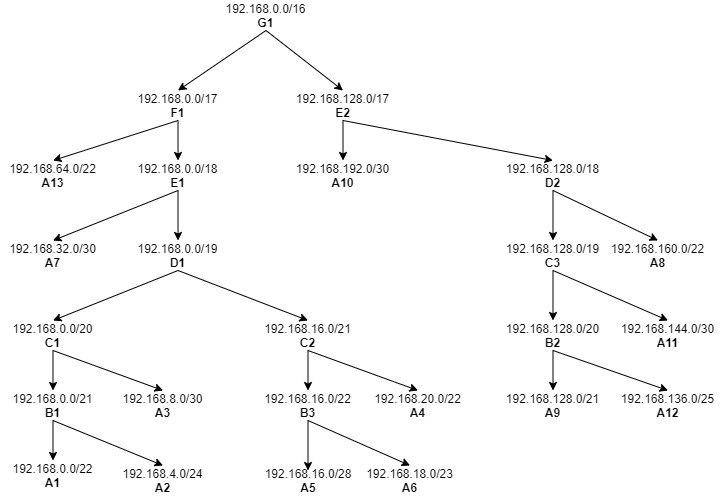 192.168.0.0/16
G1
192.168.0.0/17
F1
192.168.128.0/17
E2
192.168.64.0/22
A13
192.168.0.0/18
E1
192.168.192.0/30
A10
192.168.128.0/18
D2
192.168.32.0/30
A7
192.168.0.0/19
D1
192.168.128.0/19
C3
192.168.160.0/22
A8
192.168.0.0/20
C1
192.168.16.0/21
C2
192.168.128.0/20
B2
192.168.144.0/30
A11
192.168.0.0/21
B1
192.168.8.0/30
A3
192.168.16.0/22
B3
192.168.20.0/22
A4
192.168.128.0/21
A9
192.168.136.0/25
A12
192.168.0.0/22
A1
192.168.4.0/24
A2
192.168.16.0/28
A5
192.168.18.0/23
A6